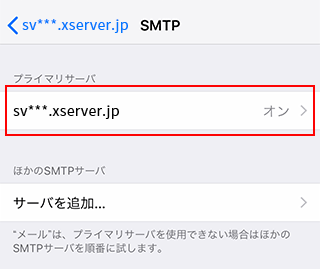 sv***.xserver.jp SMTP
プライマリサーバ
sv***.xserver.jp オン
ほかのSMTPサーバ
サーバを追加...
"メール"は、プライマリサーバを使用できない場合はほかの
SMTPサーバを順番に試します。